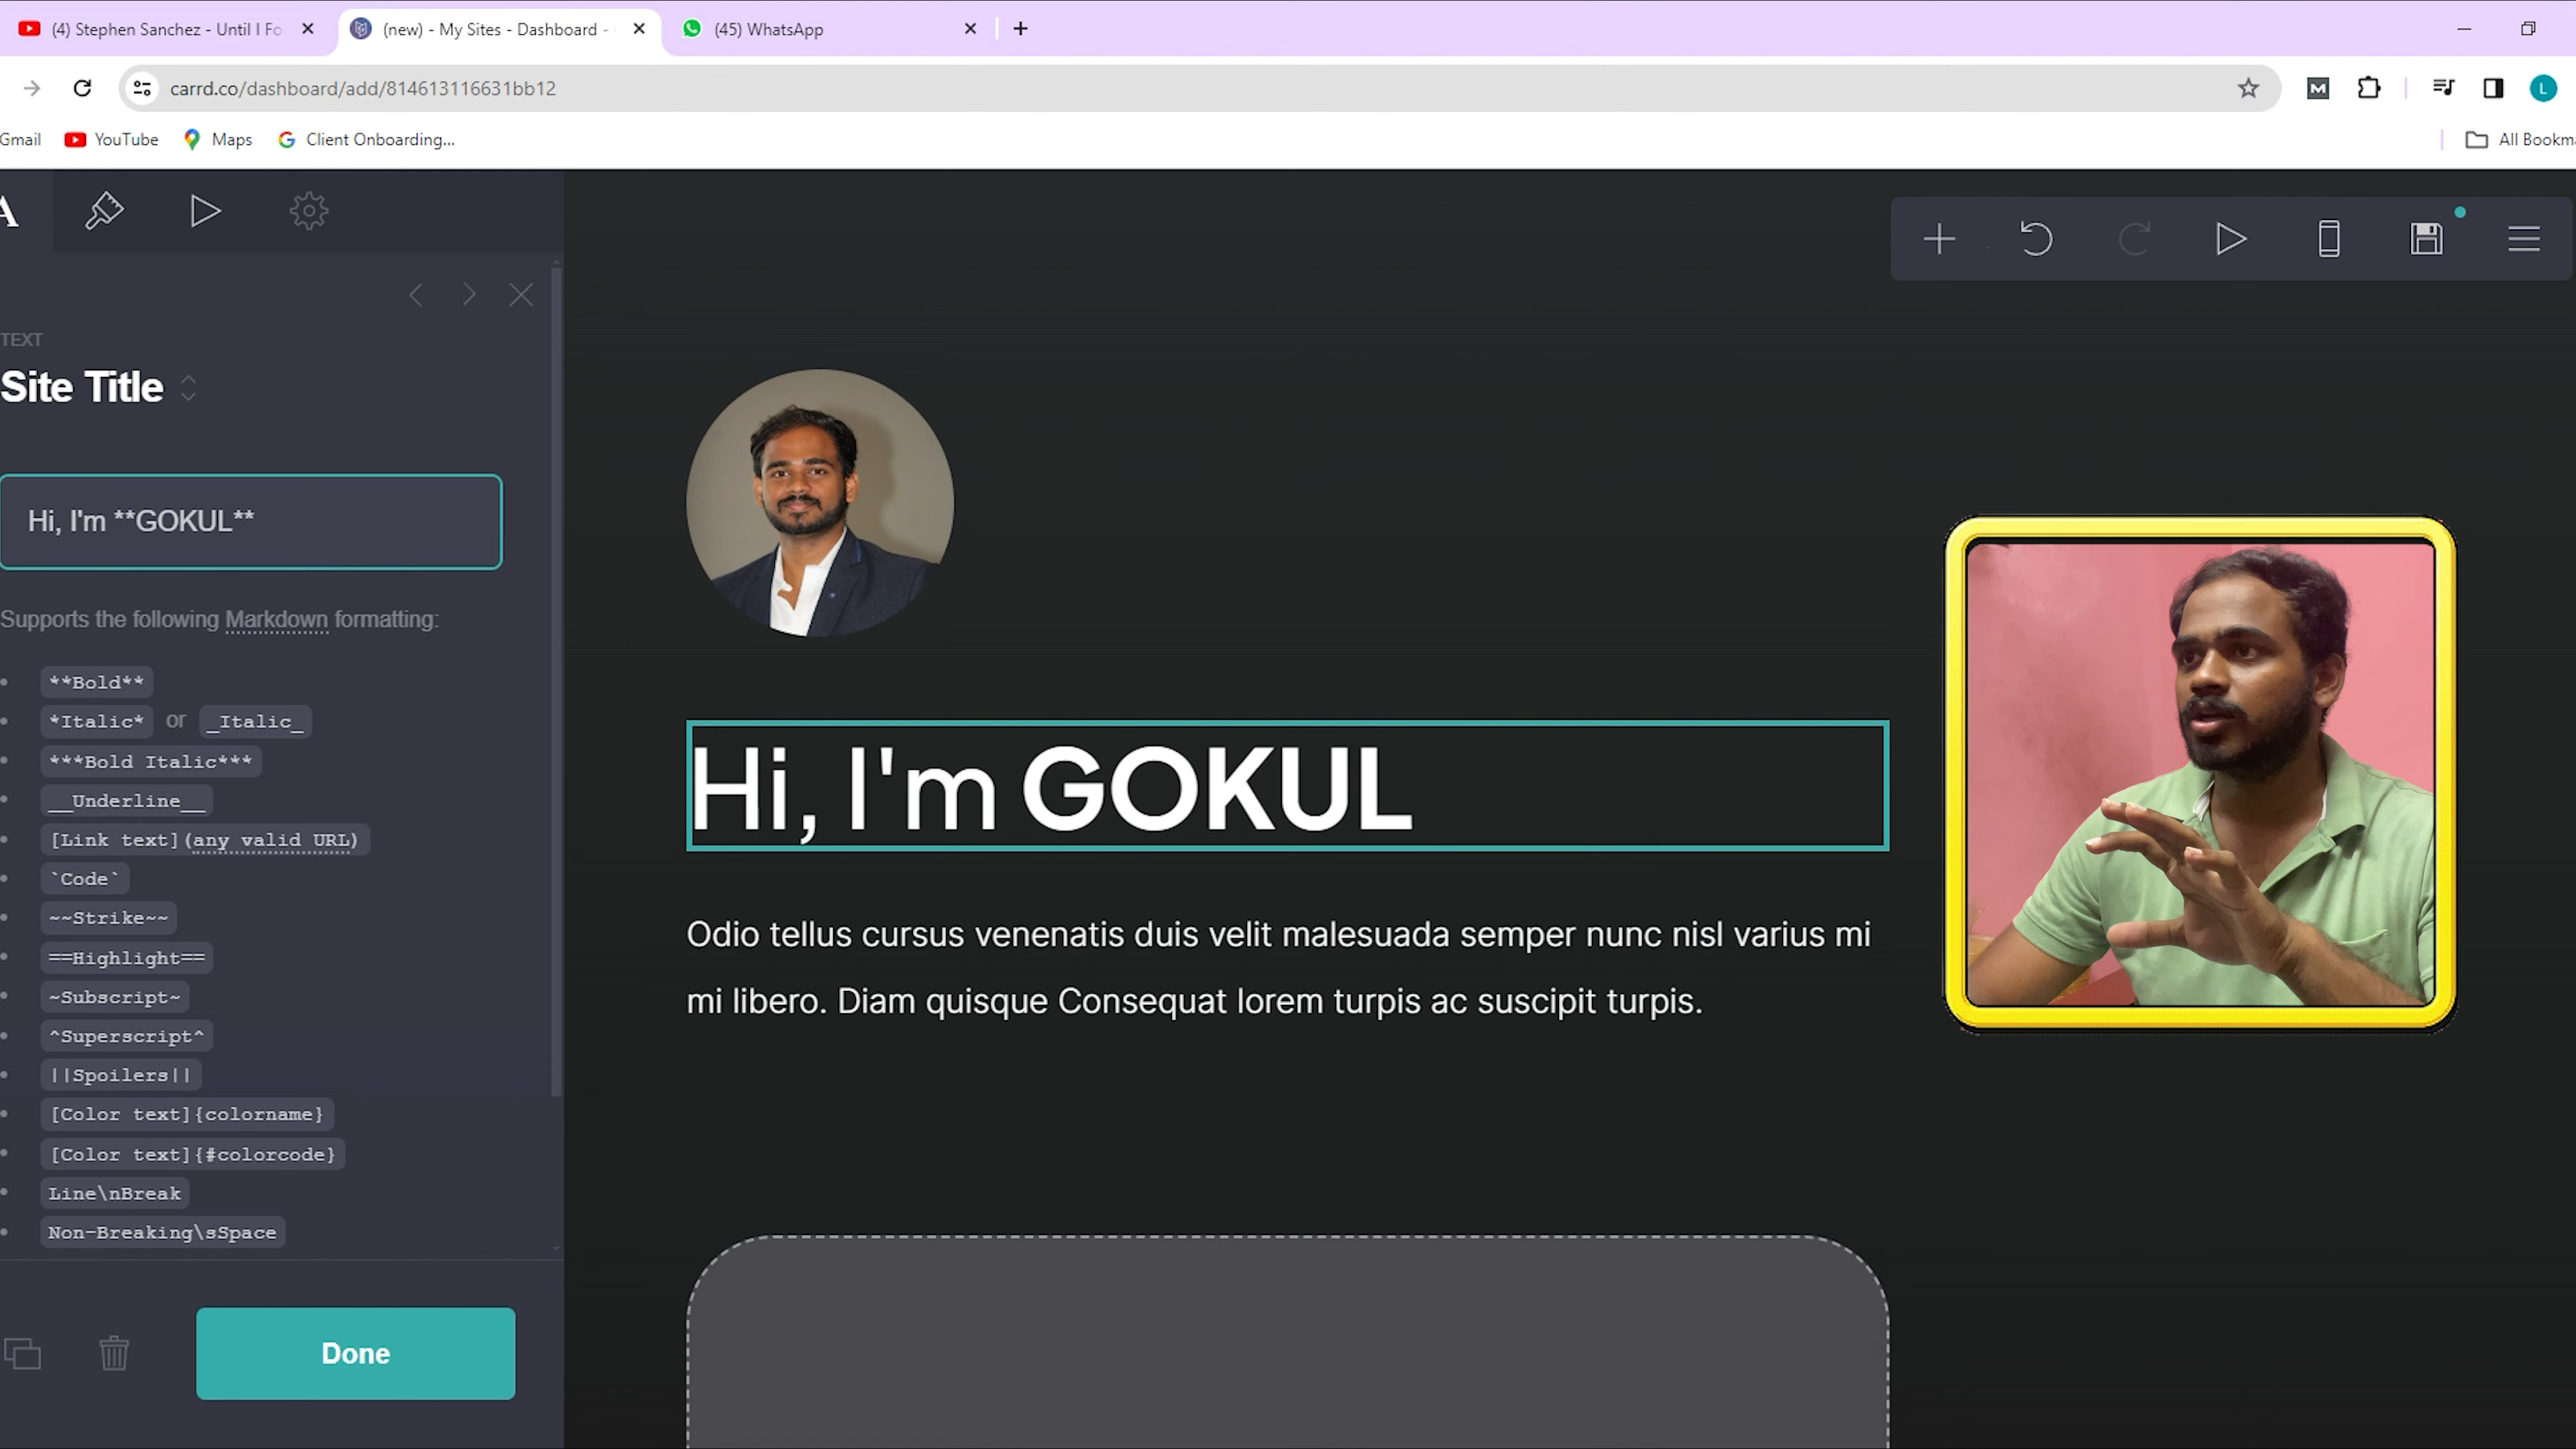 (4) Stephen Sanchez - Until I Fo
(new) - My Sites - Dashboard -
(45) WhatsApp
carrd.co/dashboard/add/814613116631bb12
M
L
Gmail
YouTube
Maps
Client Onboarding...
All Bookm
A
TEXT
Site Title
Hi, I'm **GOKUL**
Supports the following Markdown formatting:
**Bold**
*Italic* or _Italic_
***Bold Italic***
__Underline__
[Link text](any valid URL)
`Code`
~~Strike~~
==Highlight==
~Subscript~
^Superscript^
||Spoilers||
[Color text]{colorname}
[Color text]{#colorcode}
Line\nBreak
Non-Breaking\sSpace
Done
Hi, I'm GOKUL
Odio tellus cursus venenatis duis velit malesuada semper nunc nisl varius mi
mi libero. Diam quisque Consequat lorem turpis ac suscipit turpis.